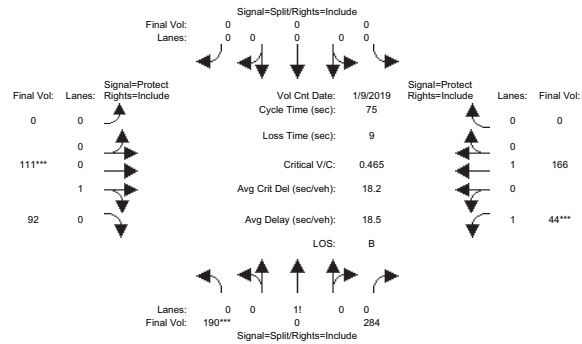 Signal=Split/Rights=Include
Final Vol: 0 0 0
Lanes: 0 0 0 0 0
Signal=Protect
Final Vol: Lanes: Rights=Include
Vol Cnt Date: 1/9/2019
Signal=Protect
Rights=Include Lanes: Final Vol:
0 0
Cycle Time (sec): 75
0 0
0
Loss Time (sec): 9
0
111*** 0
Critical V/C: 0.465
1 166
1
Avg Crit Del (sec/veh): 18.2
0
92 0
Avg Delay (sec/veh): 18.5
1 44***
LOS: B
Lanes: 0 0 1! 0 0
Final Vol: 190*** 0 284
Signal=Split/Rights=Include